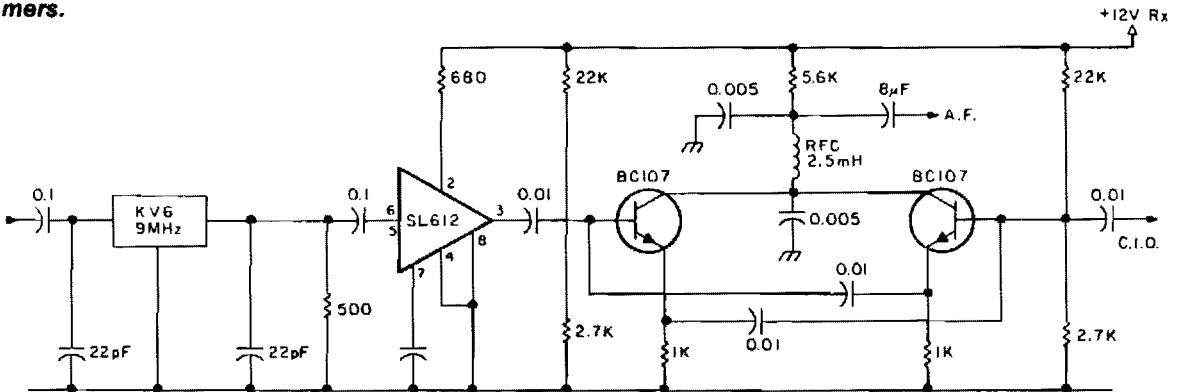 mers.
+12V Rx
680
22K
5.6K
22K
0.005
8µF
A.F.
RFC
2.5mH
BC107
BC107
0.1
KV6
9MHz
0.1
2
6
5
SL612
3
8
4
7
0.01
0.005
0.01
C.I.O.
0.01
0.01
500
22pF
22pF
2.7K
1K
1K
2.7K